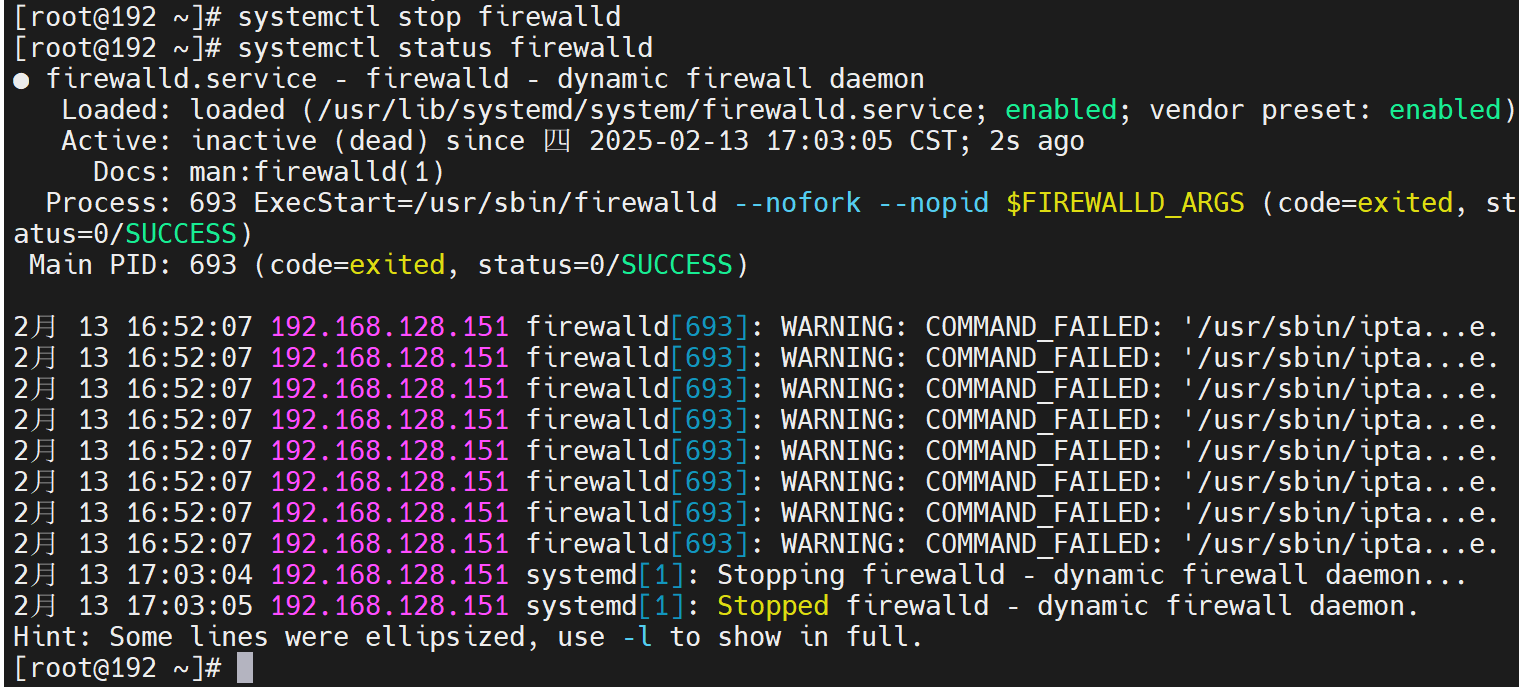 [root@192 ~]# systemctl stop firewalld
[root@192 ~]# systemctl status firewalld
● firewalld.service - firewalld - dynamic firewall daemon
   Loaded: loaded (/usr/lib/systemd/system/firewalld.service; enabled; vendor preset: enabled)
   Active: inactive (dead) since 四 2025-02-13 17:03:05 CST; 2s ago
     Docs: man:firewalld(1)
  Process: 693 ExecStart=/usr/sbin/firewalld --nofork --nopid $FIREWALLD_ARGS (code=exited, st
atus=0/SUCCESS)
 Main PID: 693 (code=exited, status=0/SUCCESS)

2月 13 16:52:07 192.168.128.151 firewalld[693]: WARNING: COMMAND_FAILED: '/usr/sbin/ipta...e.
2月 13 16:52:07 192.168.128.151 firewalld[693]: WARNING: COMMAND_FAILED: '/usr/sbin/ipta...e.
2月 13 16:52:07 192.168.128.151 firewalld[693]: WARNING: COMMAND_FAILED: '/usr/sbin/ipta...e.
2月 13 16:52:07 192.168.128.151 firewalld[693]: WARNING: COMMAND_FAILED: '/usr/sbin/ipta...e.
2月 13 16:52:07 192.168.128.151 firewalld[693]: WARNING: COMMAND_FAILED: '/usr/sbin/ipta...e.
2月 13 16:52:07 192.168.128.151 firewalld[693]: WARNING: COMMAND_FAILED: '/usr/sbin/ipta...e.
2月 13 16:52:07 192.168.128.151 firewalld[693]: WARNING: COMMAND_FAILED: '/usr/sbin/ipta...e.
2月 13 16:52:07 192.168.128.151 firewalld[693]: WARNING: COMMAND_FAILED: '/usr/sbin/ipta...e.
2月 13 17:03:04 192.168.128.151 systemd[1]: Stopping firewalld - dynamic firewall daemon...
2月 13 17:03:05 192.168.128.151 systemd[1]: Stopped firewalld - dynamic firewall daemon.
Hint: Some lines were ellipsized, use -l to show in full.
[root@192 ~]#